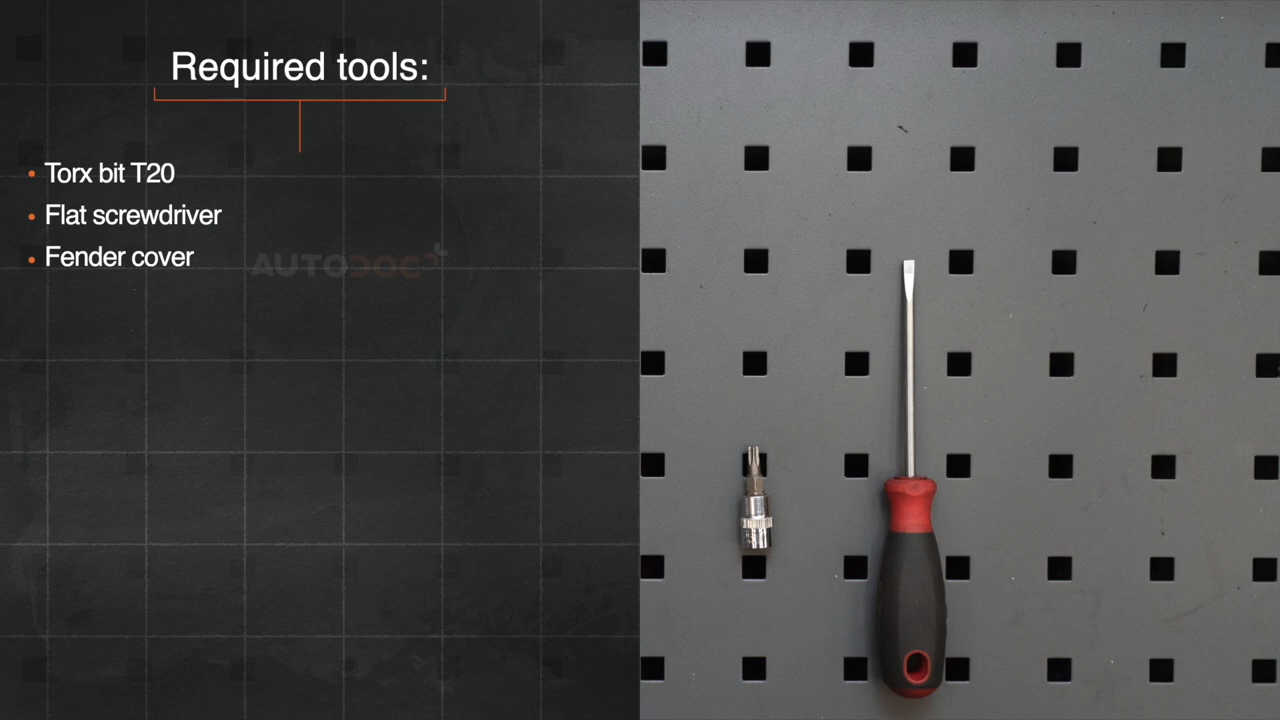 Required tools:
• Torx bit T20
• Flat screwdriver
• Fender cover
AUTODOC